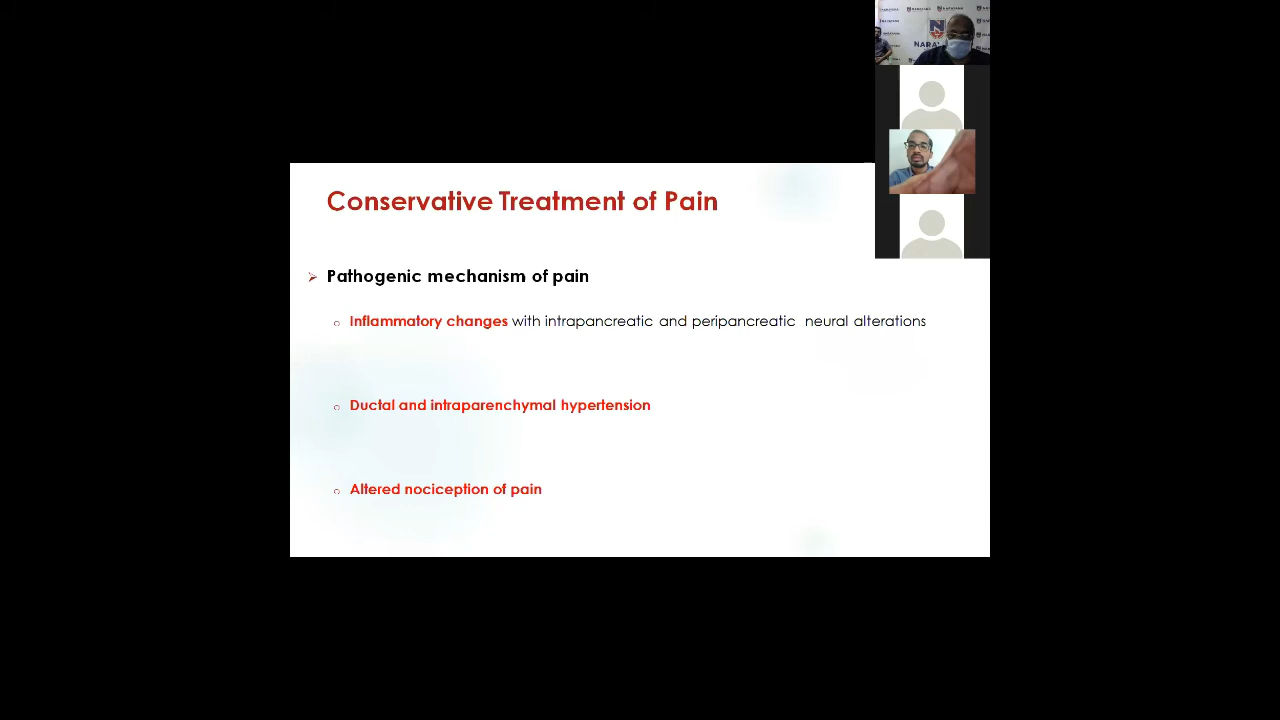 NARAYANA
Conservative Treatment of Pain
Pathogenic mechanism of pain
Inflammatory changes with intrapancreatic and peripancreatic neural alterations
Ductal and intraparenchymal hypertension
Altered nociception of pain